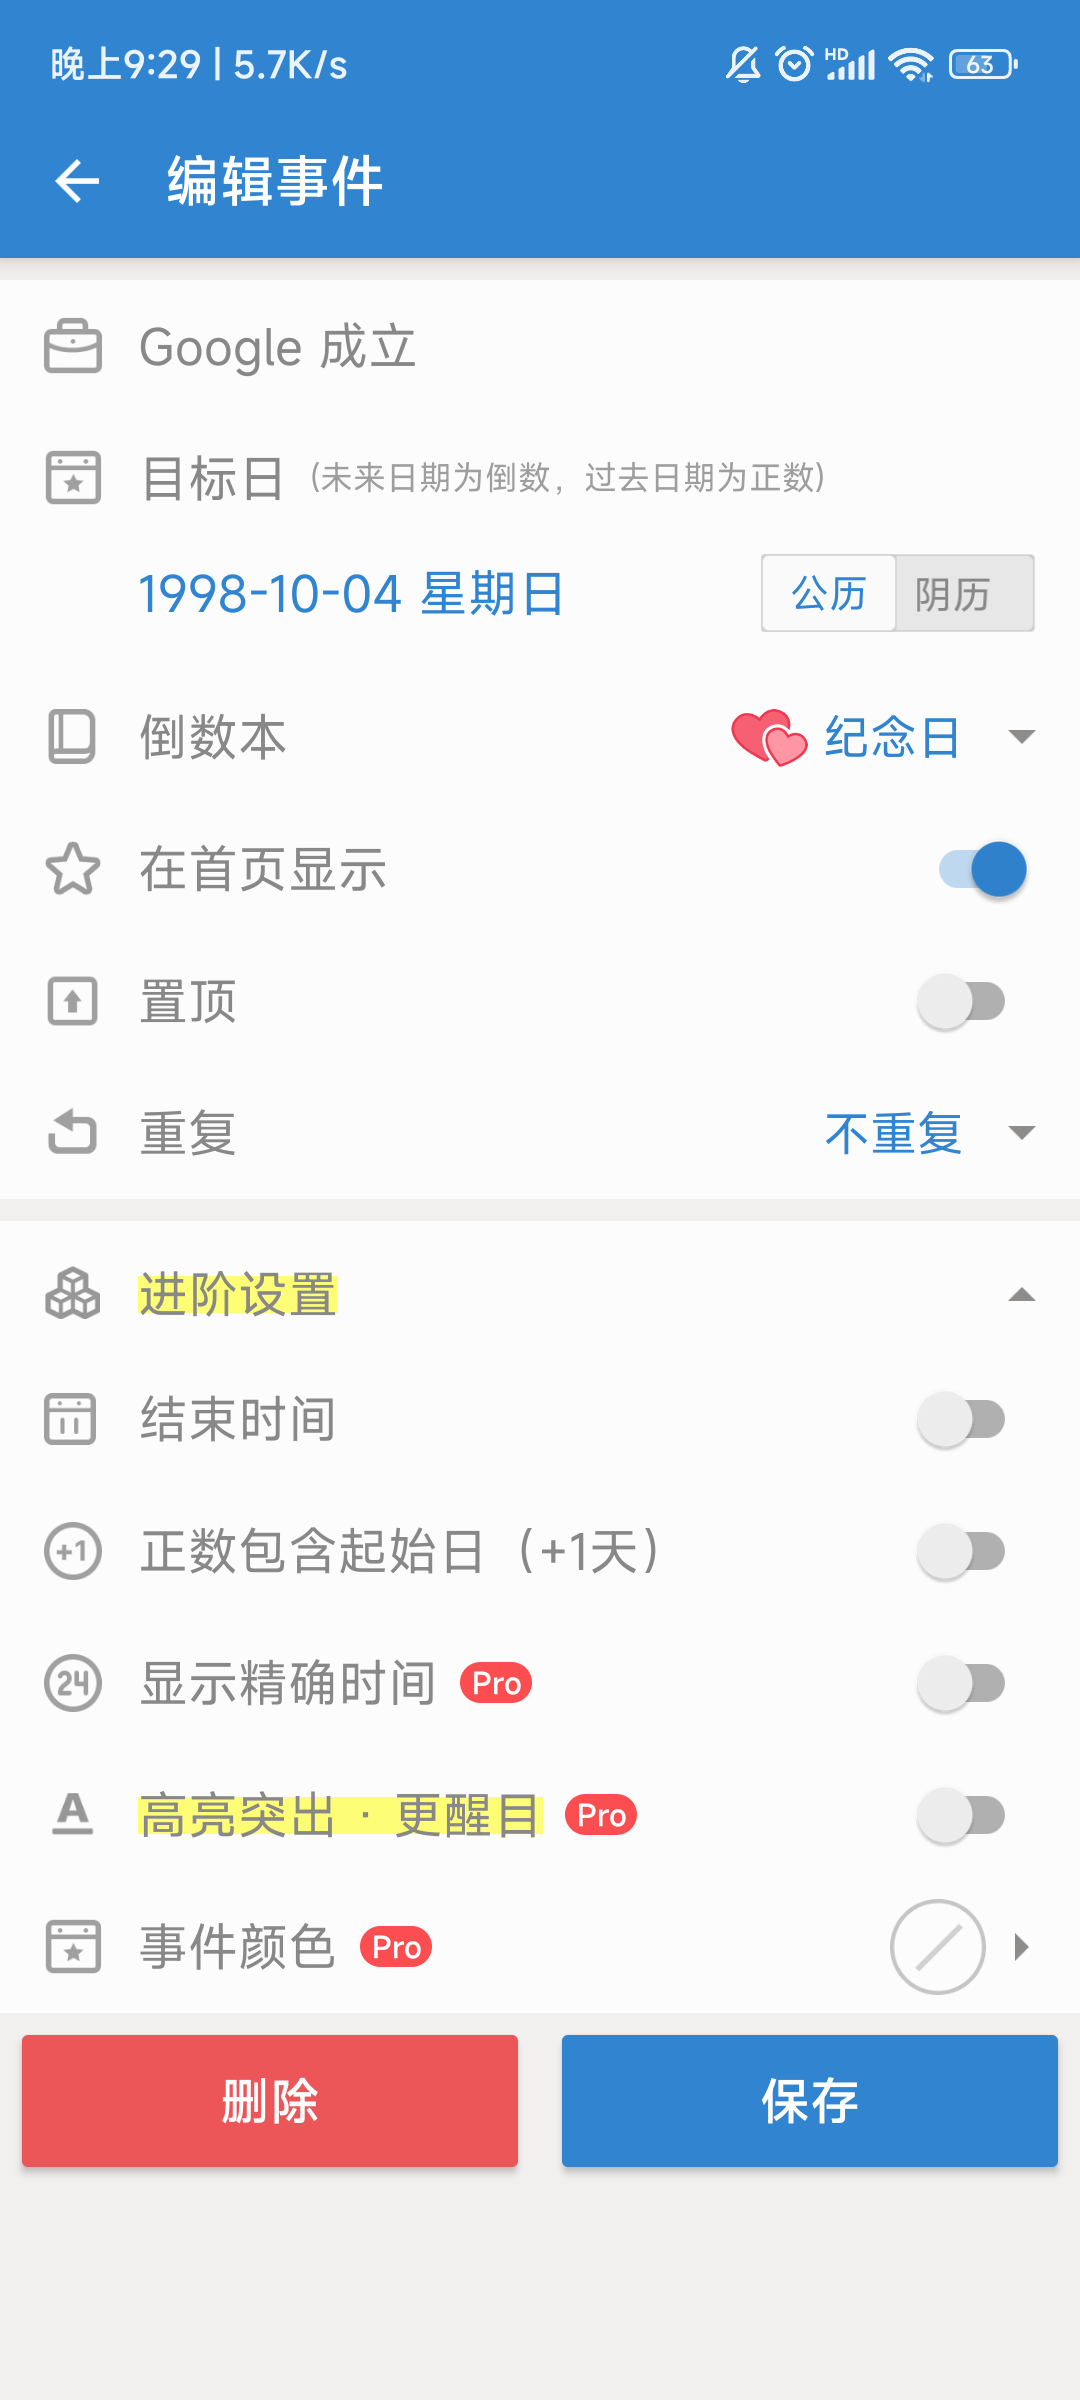 晚上9:29 | 5.7K/s HD 63
编辑事件
Google 成立
目标日 (未来日期为倒数，过去日期为正数)
1998-10-04 星期日 公历 阴历
倒数本 纪念日
在首页显示
置顶
重复 不重复
进阶设置
结束时间
+1 正数包含起始日（+1天）
24 显示精确时间 Pro
A 高亮突出 · 更醒目 Pro
事件颜色 Pro
删除 保存